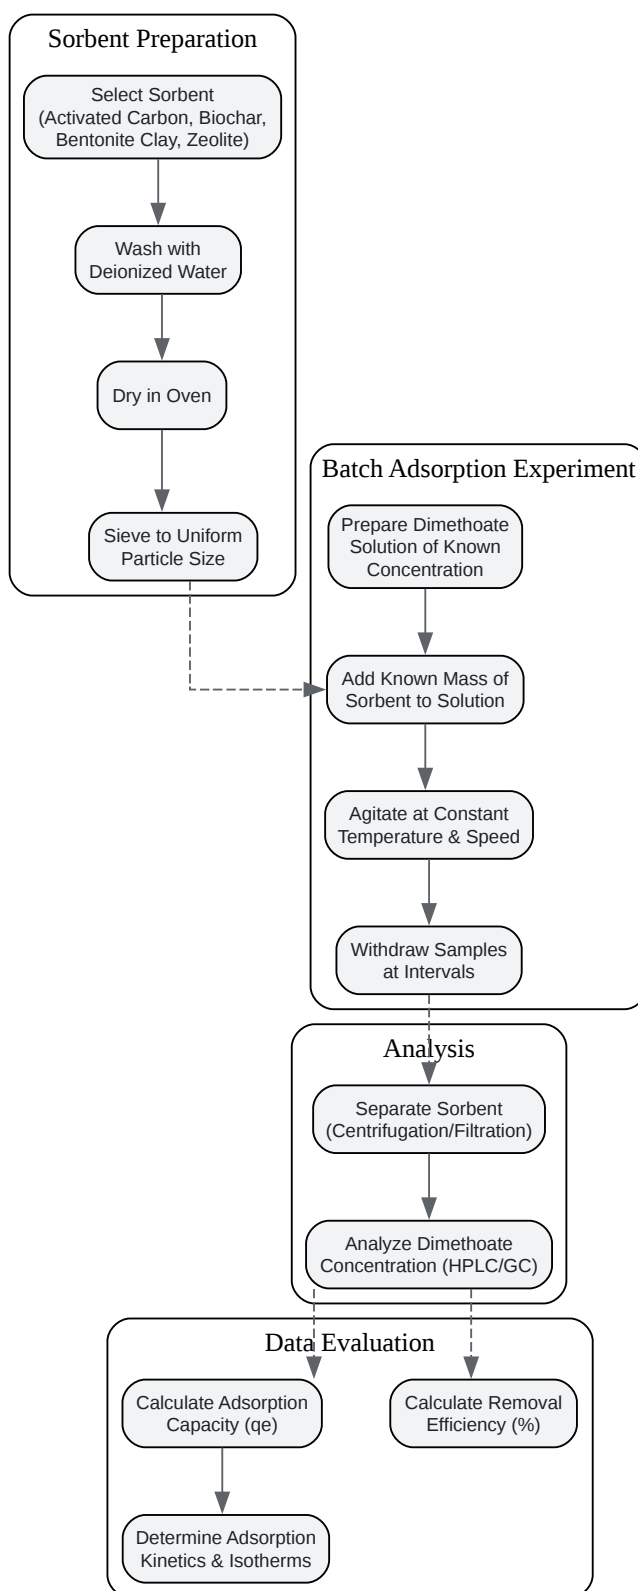 Sorbent Preparation
Select Sorbent
(Activated Carbon, Biochar,
Bentonite Clay, Zeolite)
Wash with
Deionized Water
Dry in Oven
Sieve to Uniform
Particle Size
Batch Adsorption Experiment
Prepare Dimethoate
Solution of Known
Concentration
Add Known Mass of
Sorbent to Solution
Agitate at Constant
Temperature & Speed
Withdraw Samples
at Intervals
Analysis
Separate Sorbent
(Centrifugation/Filtration)
Analyze Dimethoate
Concentration (HPLC/GC)
Data Evaluation
Calculate Adsorption
Capacity (qe)
Calculate Removal
Efficiency (%)
Determine Adsorption
Kinetics & Isotherms